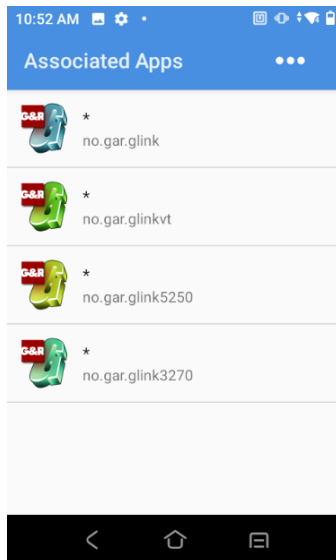 10:52 AM
Associated Apps
G&R
*
no.gar.glink
G&R
*
no.gar.glinkvt
G&R
*
no.gar.glink5250
G&R
*
no.gar.glink3270